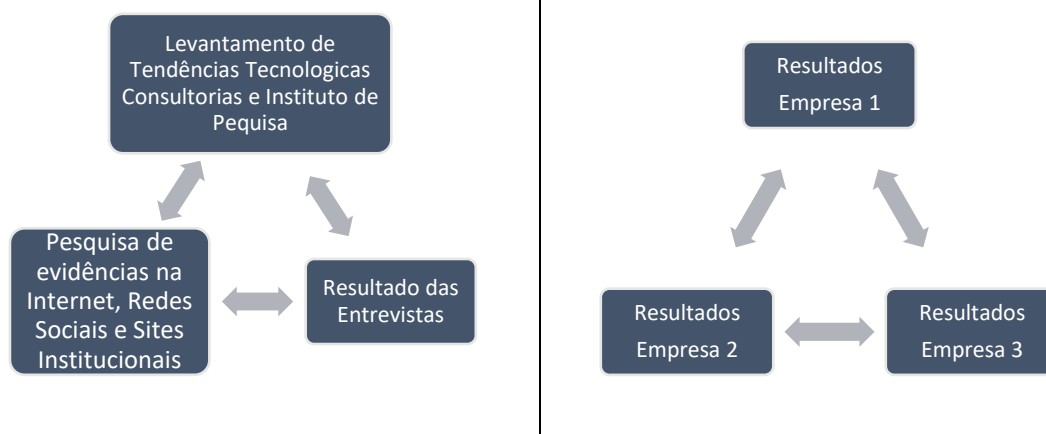 Levantamento de
Tendências Tecnologicas
Consultorias e Instituto de
Pequisa
Pesquisa de
evidências na
Internet, Redes
Sociais e Sites
Institucionais
Resultado das
Entrevistas
Resultados
Empresa 1
Resultados
Empresa 2
Resultados
Empresa 3